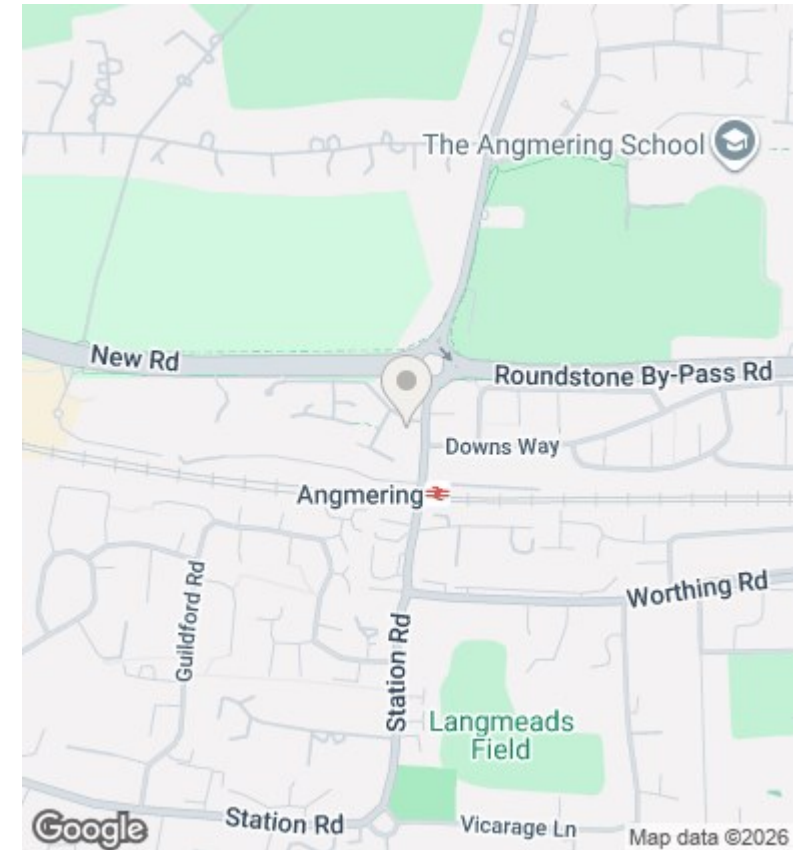 The Angmering School
New Rd
Roundstone By-Pass Rd
Downs Way
Angmering
Worthing Rd
Guildford Rd
Station Rd
Langmeads
Field
Station Rd
Vicarage Ln
Google
Map data ©2026